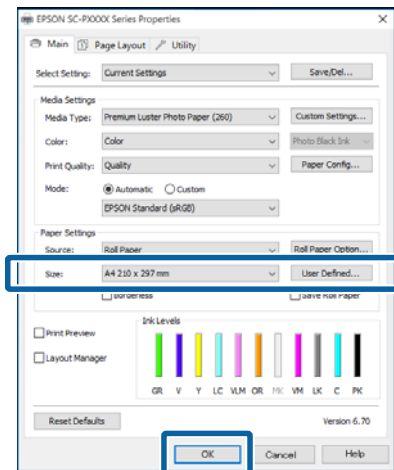 EPSON SC-PXXXX Series Properties
Main Page Layout Utility
Select Setting: Current Settings Save/Del...
Media Settings
Media Type: Premium Luster Photo Paper (260) Custom Settings...
Color: Color Photo Black Ink
Print Quality: Quality Paper Config...
Mode: Automatic Custom
EPSON Standard (sRGB)
Paper Settings
Source: Roll Paper Roll Paper Option...
Size: A4 210 x 297 mm User Defined...
Borderless Save Roll Paper
Ink Levels
Print Preview
Layout Manager
GR V Y LC VLM OR MK VM LK C PK
Reset Defaults Version 6.70
OK Cancel Help